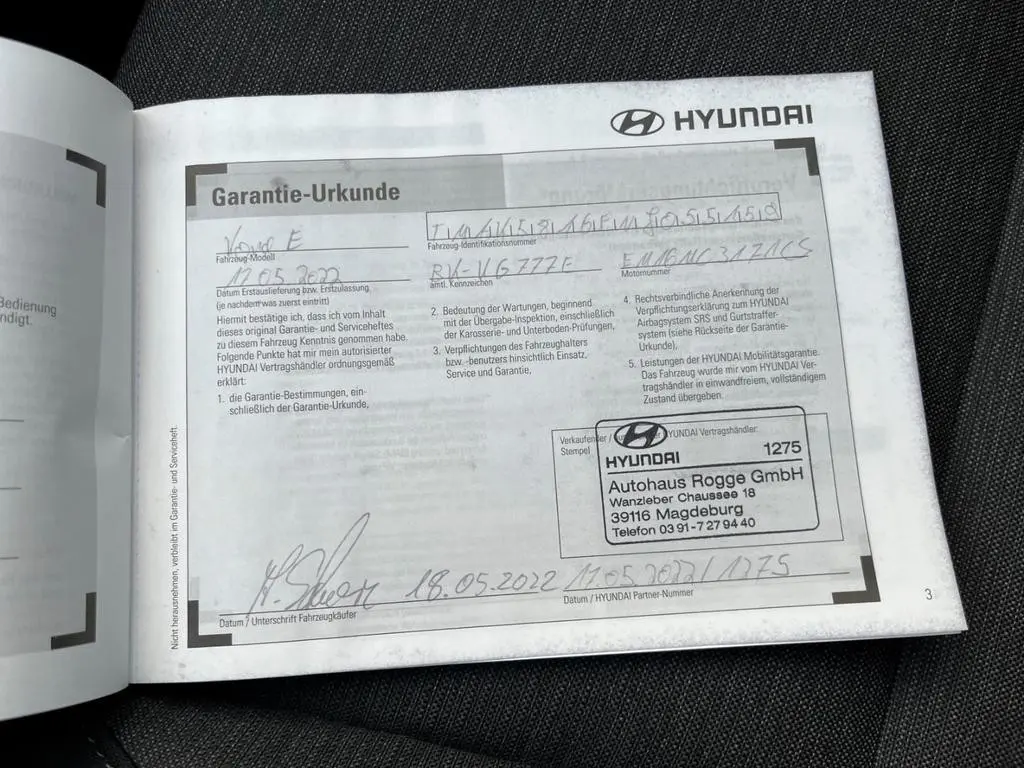 HYUNDAI
Garantie-Urkunde
Kona E
Fahrzeug-Modell
Fahrzeug-Identifikationsnummer
17.05.2022
Datum Erstauslieferung bzw. Erstzulassung
(je nachdem was zuerst eintritt)
amtl. Kennzeichen
Motornummer
Hiermit bestätige ich, dass ich vom Inhalt
dieses original Garantie- und Serviceheftes
zu diesem Fahrzeug Kenntnis genommen habe.
Folgende Punkte hat mir mein autorisierter
HYUNDAI Vertragshändler ordnungsgemäß
erklärt:
1. die Garantie-Bestimmungen, ein-
schließlich der Garantie-Urkunde,
2. Bedeutung der Wartungen, beginnend
mit der Übergabe-Inspektion, einschließlich
der Karosserie- und Unterboden-Prüfungen,
3. Verpflichtungen des Fahrzeughalters
bzw. -benutzers hinsichtlich Einsatz,
Service und Garantie,
4. Rechtsverbindliche Anerkennung der
Verpflichtungserklärung zum HYUNDAI
Airbagsystem SRS und Gurtstraffer-
system (siehe Rückseite der Garantie-
Urkunde),
5. Leistungen der HYUNDAI Mobilitätsgarantie.
Das Fahrzeug wurde mir vom HYUNDAI Ver-
tragshändler in einwandfreiem, vollständigem
Zustand übergeben.
Verkaufender / HYUNDAI Vertragshändler:
Stempel
HYUNDAI 1275
Autohaus Rogge GmbH
Wanzleber Chaussee 18
39116 Magdeburg
Telefon 03 91-7 27 94 40
18.05.2022
17.05.2022 / 1275
Datum / Unterschrift Fahrzeugkäufer
Datum / HYUNDAI Partner-Nummer
3
Nicht herausnehmen, verbleibt im Garantie- und Serviceheft.
Bedienung
ndigt.